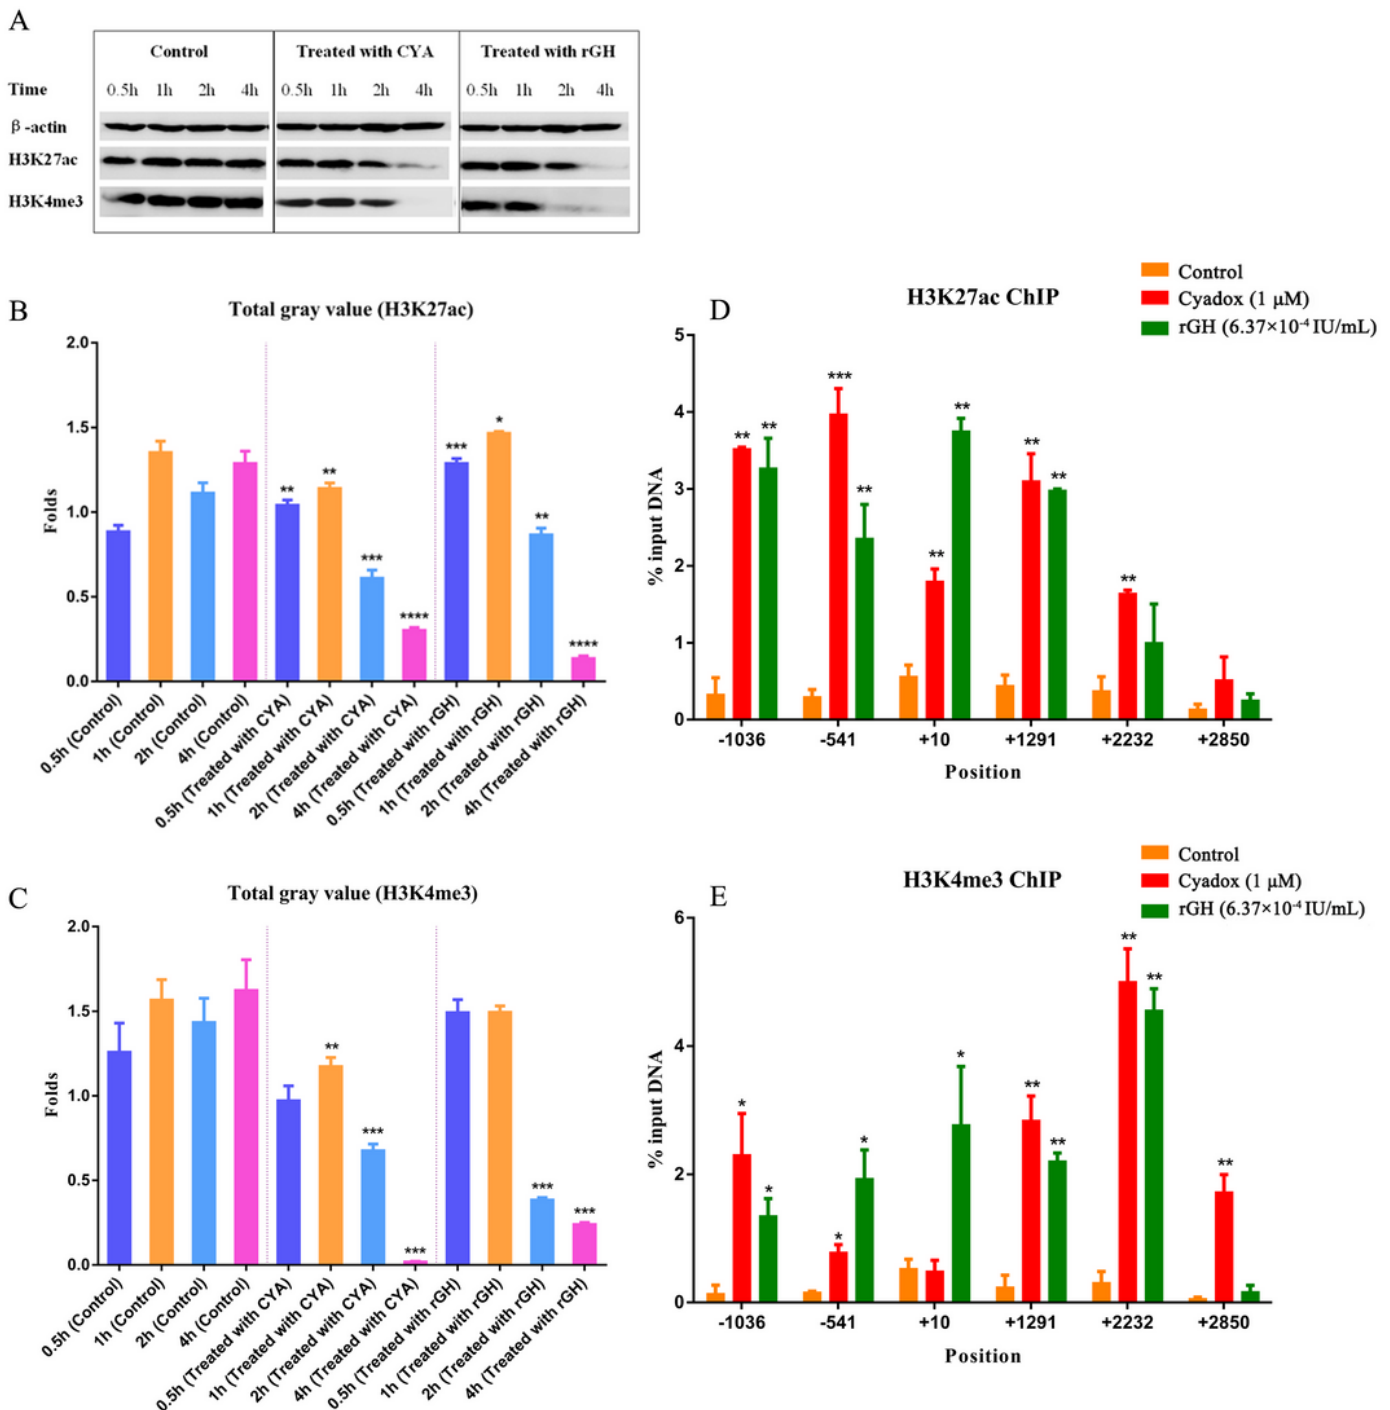 A
Control Treated with CYA Treated with rGH
Time 0.5h 1h 2h 4h 0.5h 1h 2h 4h 0.5h 1h 2h 4h
β-actin
H3K27ac
H3K4me3
B
Total gray value (H3K27ac)
Folds
2.0
1.5
1.0
0.5
0.0
** ** *** **** *** * ** ****
0.5h (Control)
1h (Control)
2h (Control)
4h (Control)
0.5h (Treated with CYA)
1h (Treated with CYA)
2h (Treated with CYA)
4h (Treated with CYA)
0.5h (Treated with rGH)
1h (Treated with rGH)
2h (Treated with rGH)
4h (Treated with rGH)
D
H3K27ac ChIP
Control
Cyadox (1 μM)
rGH (6.37×10⁻⁴ IU/mL)
% input DNA
5
4
3
2
1
0
** ** *** ** ** ** ** ** **
-1036 -541 +10 +1291 +2232 +2850
Position
C
Total gray value (H3K4me3)
Folds
2.0
1.5
1.0
0.5
0.0
** *** *** *** ***
0.5h (Control)
1h (Control)
2h (Control)
4h (Control)
0.5h (Treated with CYA)
1h (Treated with CYA)
2h (Treated with CYA)
4h (Treated with CYA)
0.5h (Treated with rGH)
1h (Treated with rGH)
2h (Treated with rGH)
4h (Treated with rGH)
E
H3K4me3 ChIP
Control
Cyadox (1 μM)
rGH (6.37×10⁻⁴ IU/mL)
% input DNA
6
4
2
0
* * * * * ** ** ** ** **
-1036 -541 +10 +1291 +2232 +2850
Position